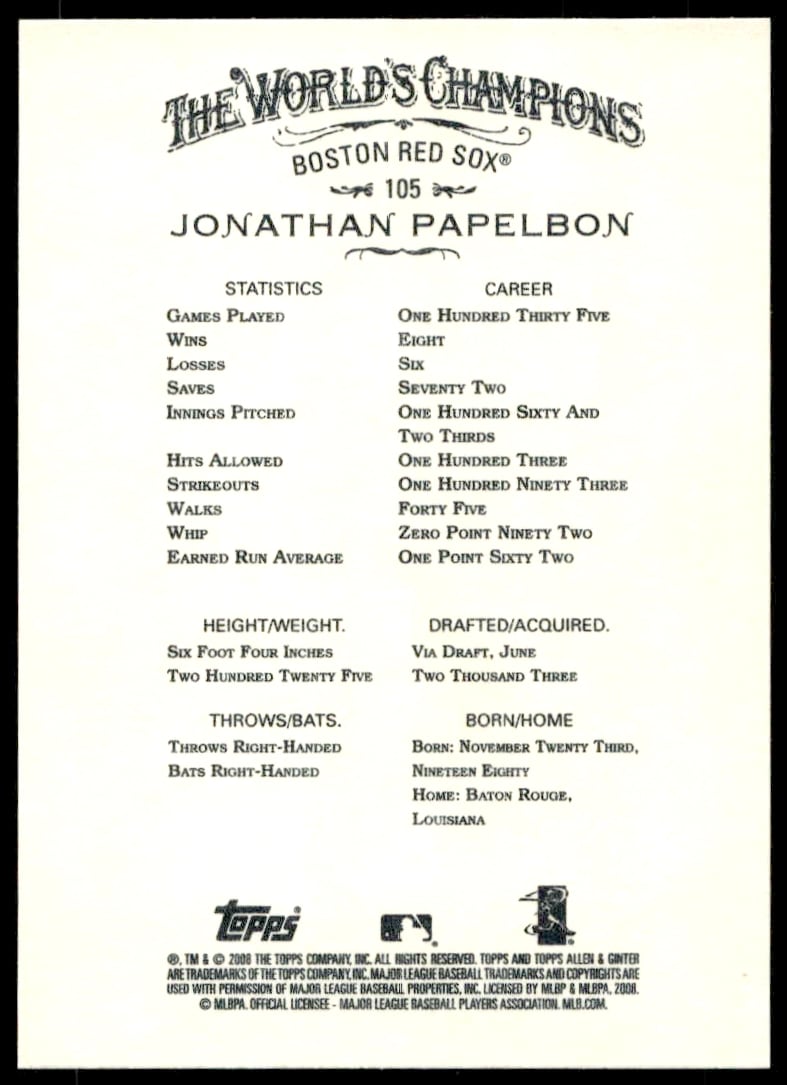 THE WORLD'S CHAMPIONS
BOSTON RED SOX®
105
JONATHAN PAPELBON
STATISTICS CAREER
GAMES PLAYED ONE HUNDRED THIRTY FIVE
WINS EIGHT
LOSSES SIX
SAVES SEVENTY TWO
INNINGS PITCHED ONE HUNDRED SIXTY AND
TWO THIRDS
HITS ALLOWED ONE HUNDRED THREE
STRIKEOUTS ONE HUNDRED NINETY THREE
WALKS FORTY FIVE
WHIP ZERO POINT NINETY TWO
EARNED RUN AVERAGE ONE POINT SIXTY TWO
HEIGHT/WEIGHT. DRAFTED/ACQUIRED.
SIX FOOT FOUR INCHES VIA DRAFT, JUNE
TWO HUNDRED TWENTY FIVE TWO THOUSAND THREE
THROWS/BATS. BORN/HOME
THROWS RIGHT-HANDED BORN: NOVEMBER TWENTY THIRD,
BATS RIGHT-HANDED NINETEEN EIGHTY
HOME: BATON ROUGE,
LOUISIANA
TOPPS®
®, TM & © 2008 THE TOPPS COMPANY, INC. ALL RIGHTS RESERVED. TOPPS AND TOPPS ALLEN & GINTER
ARE TRADEMARKS OF THE TOPPS COMPANY, INC. MAJOR LEAGUE BASEBALL TRADEMARKS AND COPYRIGHTS ARE
USED WITH PERMISSION OF MAJOR LEAGUE BASEBALL PROPERTIES, INC. LICENSED BY MLBP & MLBPA, 2008.
© MLBPA. OFFICIAL LICENSEE - MAJOR LEAGUE BASEBALL PLAYERS ASSOCIATION. MLB.COM.